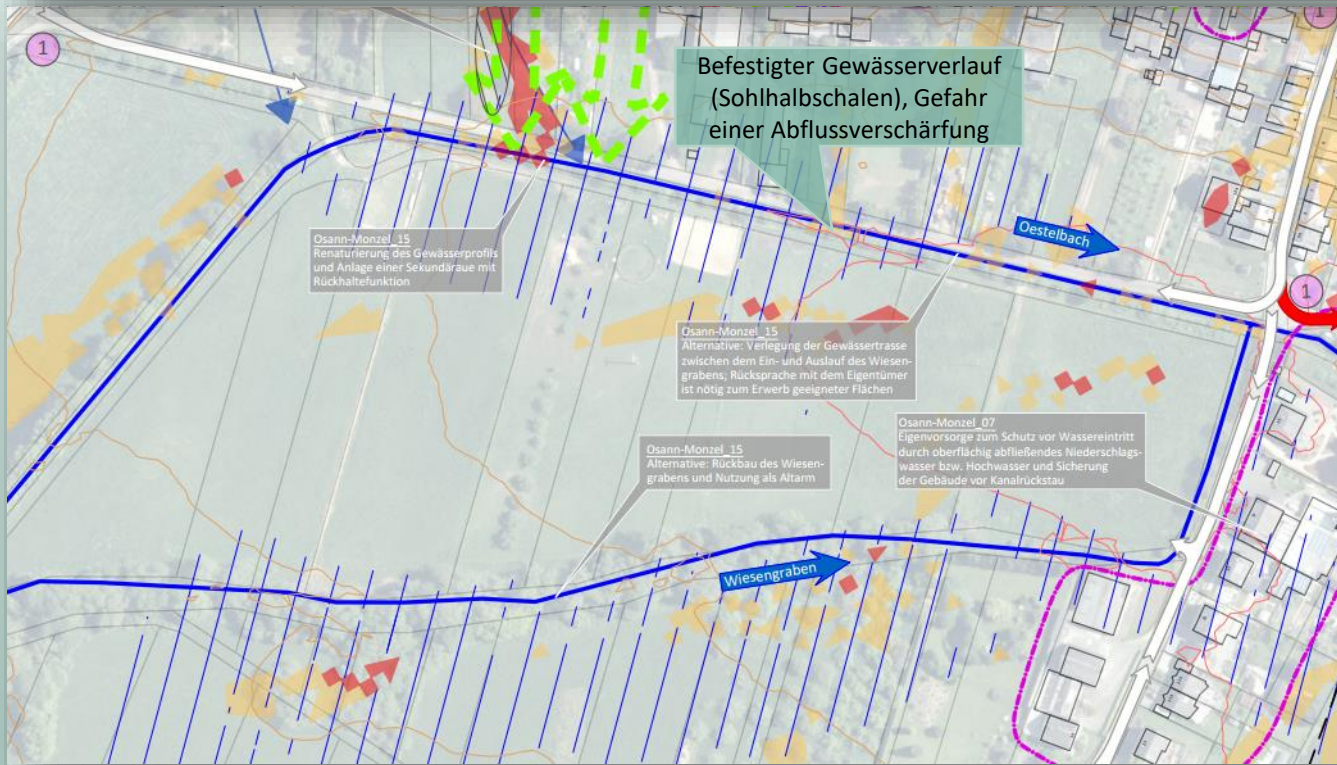 1
1
Befestigter Gewässerverlauf
(Sohlhalbschalen), Gefahr
einer Abflussverschärfung
Osann-Monzel_15
Renaturierung des Gewässerprofils
und Anlage einer Sekundäraue mit
Rückhaltefunktion
Oestelbach
1
Osann-Monzel_15
Alternative: Verlegung der Gewässertrasse
zwischen dem Ein- und Auslauf des Wiesen-
grabens; Rücksprache mit dem Eigentümer
ist nötig zum Erwerb geeigneter Flächen
Osann-Monzel_07
Eigenvorsorge zum Schutz vor Wassereintritt
durch oberflächig abfließendes Niederschlags-
wasser bzw. Hochwasser und Sicherung
der Gebäude vor Kanalrückstau
Osann-Monzel_15
Alternative: Rückbau des Wiesen-
grabens und Nutzung als Altarm
Wiesengraben